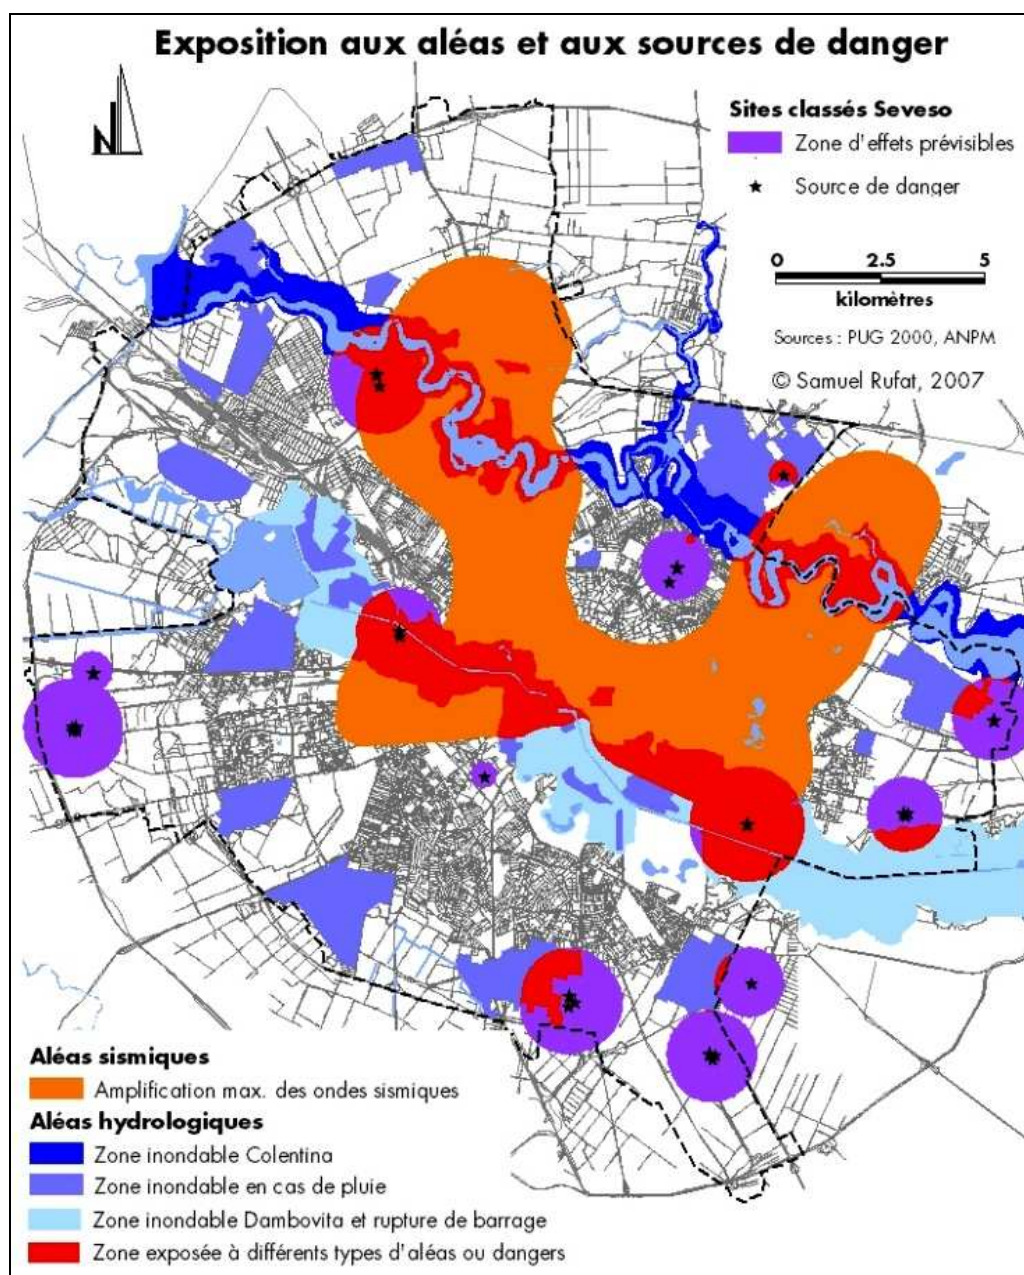 Exposition aux aléas et aux sources de danger
N
Sites classés Seveso
Zone d'effets prévisibles
Source de danger
0 2.5 5
kilomètres
Sources : PUG 2000, ANPM
© Samuel Rufat, 2007
Aléas sismiques
Amplification max. des ondes sismiques
Aléas hydrologiques
Zone inondable Colentina
Zone inondable en cas de pluie
Zone inondable Dambovita et rupture de barrage
Zone exposée à différents types d'aléas ou dangers